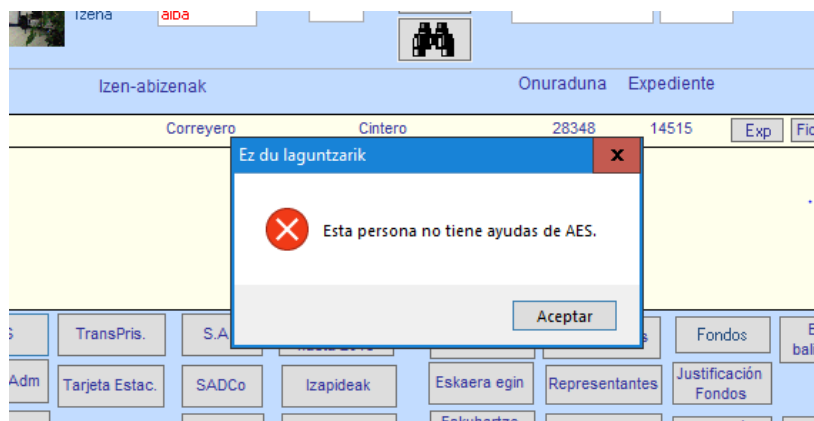 Izena alba
Izen-abizenak Onuraduna Expediente
Correyero Cintero 28348 14515 Exp
Ez du laguntzarik
Esta persona no tiene ayudas de AES.
Aceptar
TransPris. Fondos
Adm Tarjeta Estac. SADCo Izapideak Eskaera egin Representantes Justificación
Fondos